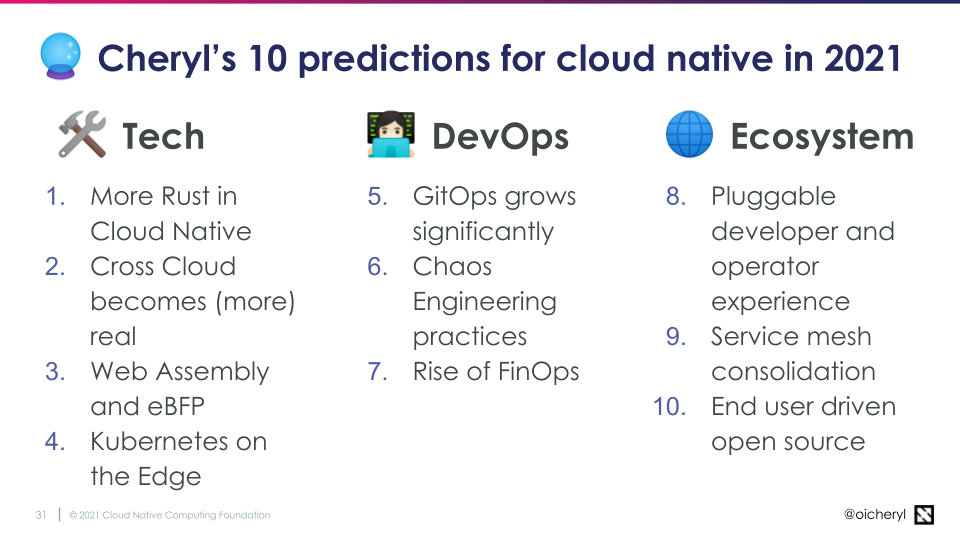 Cheryl’s 10 predictions for cloud native in 2021
Tech
1. More Rust in
Cloud Native
2. Cross Cloud
becomes (more)
real
3. Web Assembly
and eBFP
4. Kubernetes on
the Edge
DevOps
5. GitOps grows
significantly
6. Chaos
Engineering
practices
7. Rise of FinOps
Ecosystem
8. Pluggable
developer and
operator
experience
9. Service mesh
consolidation
10. End user driven
open source
31 | © 2021 Cloud Native Computing Foundation
@oicheryl